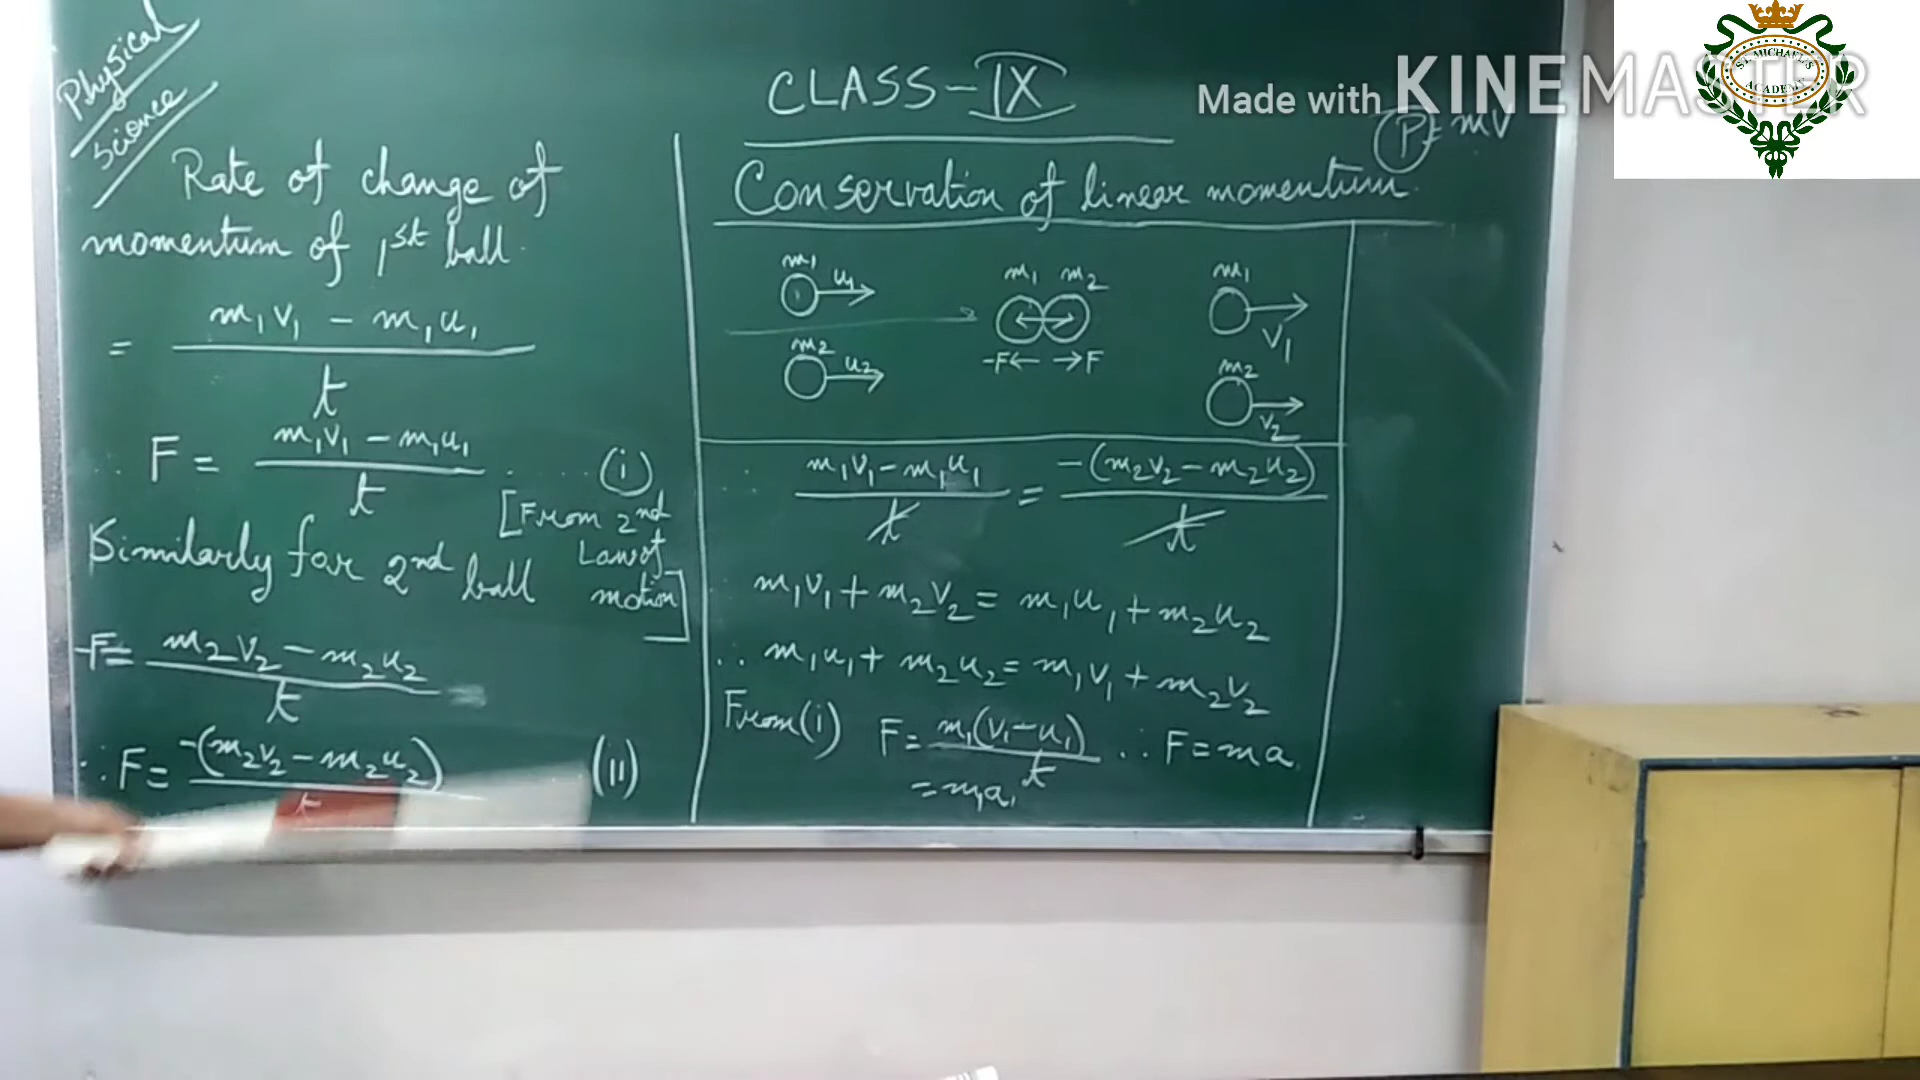 Physical
Science
CLASS-IX
Made with KINEMASTER
ST. MICHAEL'S
ACADEMY
P = mv
Rate of change of
momentum of 1st ball.
= m₁v₁ - m₁u₁
t
∴ F = m₁v₁ - m₁u₁ ..... (i)
t
[From 2nd
Law of
motion]
Similarly for 2nd ball
-F = m₂v₂ - m₂u₂
t
∴ F = -(m₂v₂ - m₂u₂) (ii)
t
Conservation of linear momentum.
m₁ u₁
m₂ u₂
m₁ m₂
-F← →F
m₁
v₁
m₂
v₂
∴ m₁v₁ - m₁u₁ = -(m₂v₂ - m₂u₂)
t t
m₁v₁ + m₂v₂ = m₁u₁ + m₂u₂
∴ m₁u₁ + m₂u₂ = m₁v₁ + m₂v₂
From (i) F = m₁(v₁-u₁) ∴ F = ma.
t
= m₁a₁